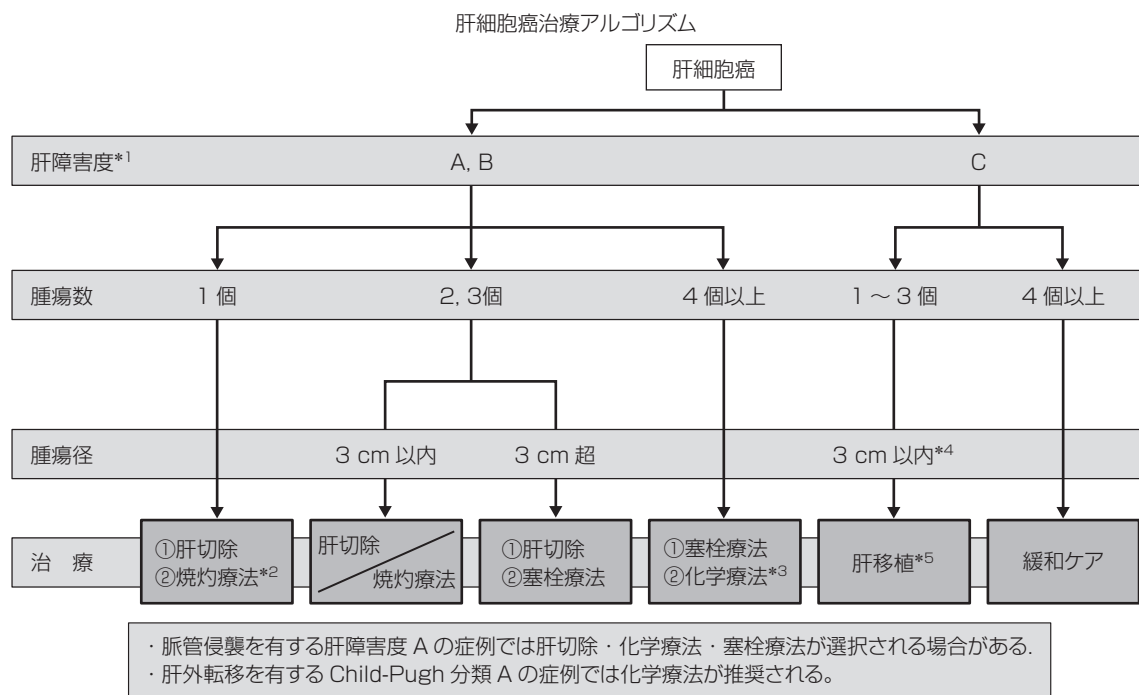 肝細胞癌治療アルゴリズム
肝細胞癌
肝障害度*1 A, B C
腫瘍数 1 個 2, 3個 4 個以上 1 ~ 3 個 4 個以上
腫瘍径 3 cm 以内 3 cm 超 3 cm 以内*4
治 療
①肝切除
②焼灼療法*2
肝切除
焼灼療法
①肝切除
②塞栓療法
①塞栓療法
②化学療法*3
肝移植*5
緩和ケア
・脈管侵襲を有する肝障害度 A の症例では肝切除・化学療法・塞栓療法が選択される場合がある.
・肝外転移を有する Child-Pugh 分類 A の症例では化学療法が推奨される。